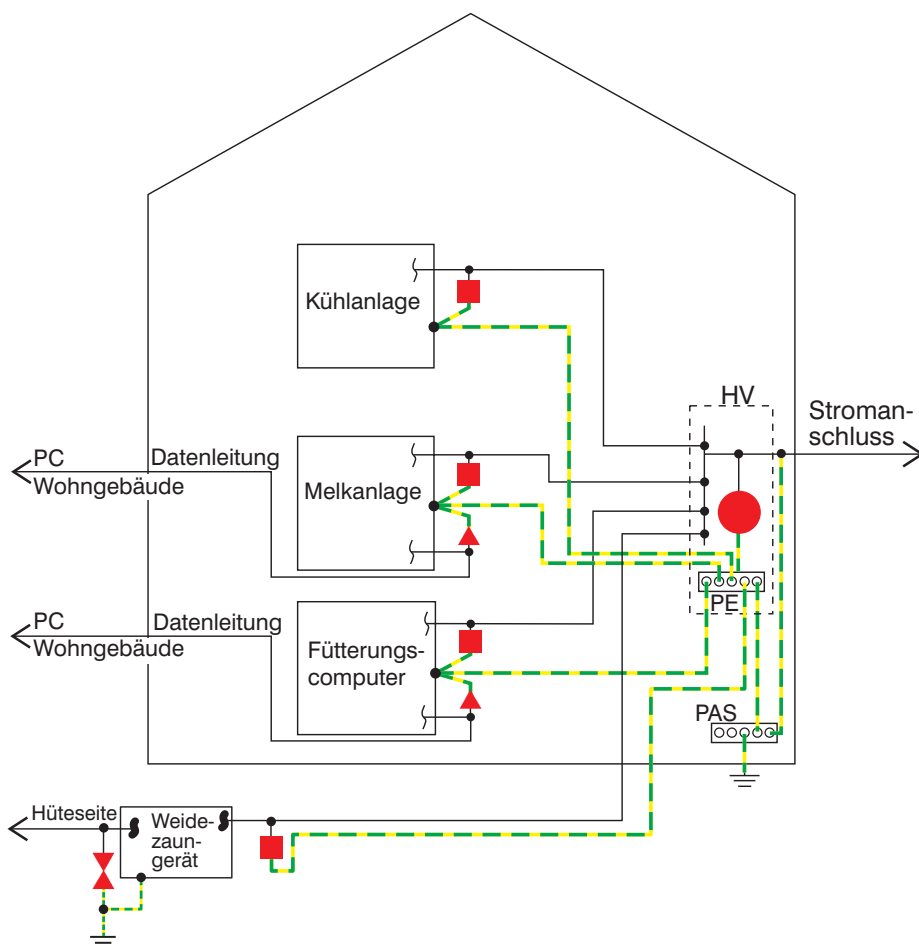 Kühlanlage
HV
Stroman-
schluss
PC
Wohngebäude
Datenleitung
Melkanlage
PE
PC
Wohngebäude
Datenleitung
Fütterungs-
computer
PAS
Hüteseite
Weide-
zaun-
gerät